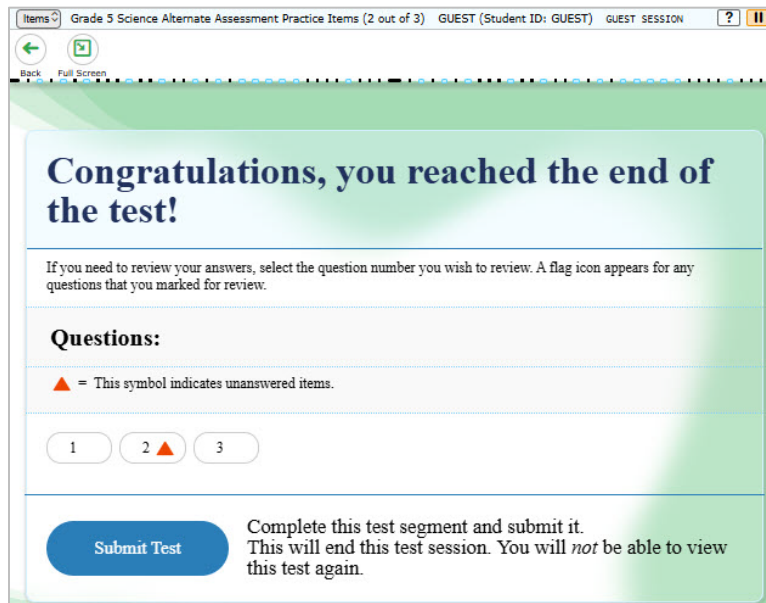 Items Grade 5 Science Alternate Assessment Practice Items (2 out of 3) GUEST (Student ID: GUEST) GUEST SESSION ?
Back Full Screen
Congratulations, you reached the end of
the test!
If you need to review your answers, select the question number you wish to review. A flag icon appears for any
questions that you marked for review.
Questions:
= This symbol indicates unanswered items.
1 2 3
Submit Test
Complete this test segment and submit it.
This will end this test session. You will not be able to view
this test again.